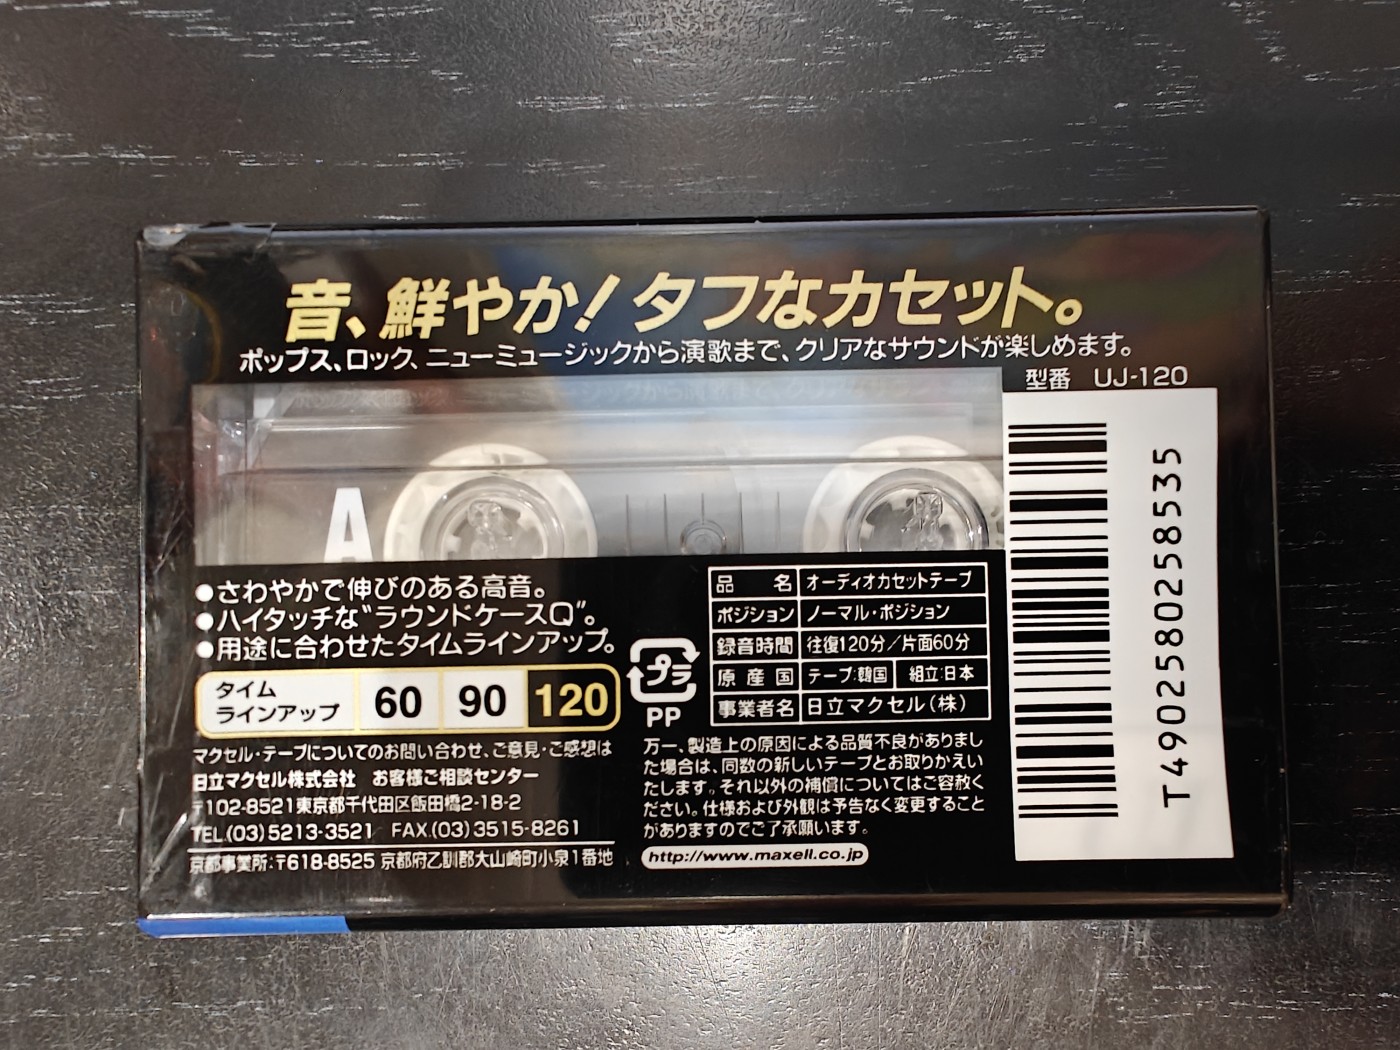 音、鮮やか!タフなカセット。
ポップス、ロック、ニューミュージックから演歌まで、クリアなサウンドが楽しめます。
型番 UJ-120
A
●さわやかで伸びのある高音。
●ハイタッチな“ラウンドケースQ”。
●用途に合わせたタイムラインアップ。
タイム
ラインアップ
60 90 120
プラ
PP
品名 オーディオカセットテープ
ポジション ノーマル・ポジション
録音時間 往復120分/片面60分
原産国 テープ:韓国 組立:日本
事業者名 日立マクセル(株)
マクセル・テープについてのお問い合わせ、ご意見・ご感想は
日立マクセル株式会社 お客様ご相談センター
〒102-8521東京都千代田区飯田橋2-18-2
TEL.(03)5213-3521 FAX.(03)3515-8261
京都事業所:〒618-8525 京都府乙訓郡大山崎町小泉1番地
万一、製造上の原因による品質不良がありまし
た場合は、同数の新しいテープとお取りかえい
たします。それ以外の補償についてはご容赦く
ださい。仕様および外観は予告なく変更すること
がありますのでご了承願います。
http://www.maxell.co.jp
T4902580258535